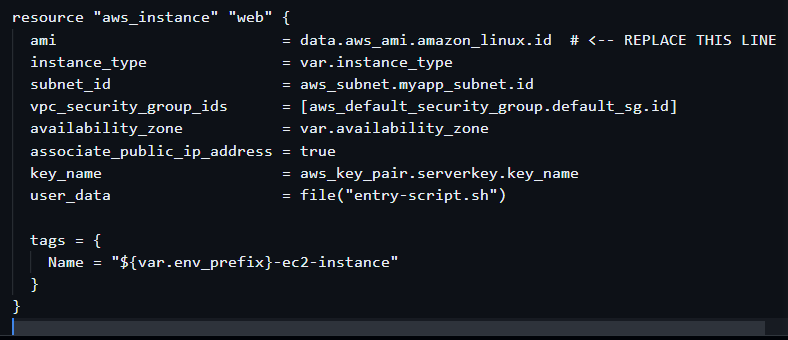 resource "aws_instance" "web" {
  ami                         = data.aws_ami.amazon_linux.id  # <-- REPLACE THIS LINE
  instance_type               = var.instance_type
  subnet_id                   = aws_subnet.myapp_subnet.id
  vpc_security_group_ids      = [aws_default_security_group.default_sg.id]
  availability_zone           = var.availability_zone
  associate_public_ip_address = true
  key_name                    = aws_key_pair.serverkey.key_name
  user_data                   = file("entry-script.sh")

  tags = {
    Name = "${var.env_prefix}-ec2-instance"
  }
}